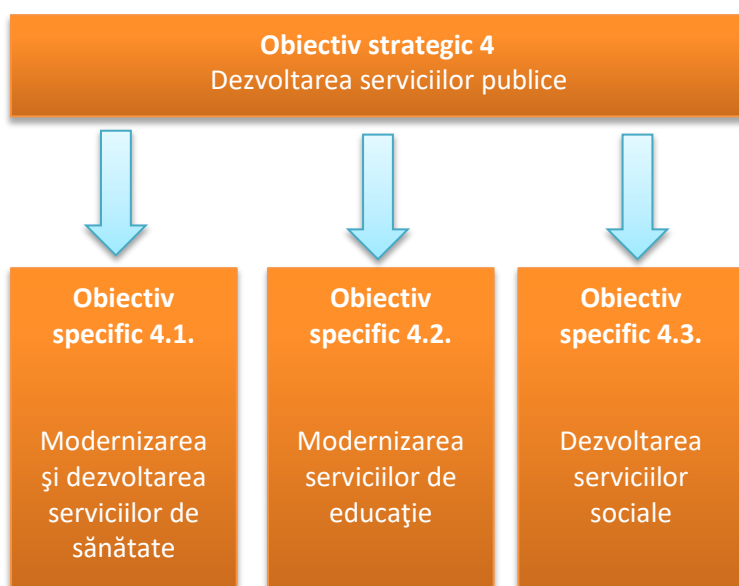 Obiectiv strategic 4
Dezvoltarea serviciilor publice
Obiectiv
specific 4.1.
Modernizarea
şi dezvoltarea
serviciilor de
sănătate
Obiectiv
specific 4.2.
Modernizarea
serviciilor de
educaţie
Obiectiv
specific 4.3.
Dezvoltarea
serviciilor
sociale